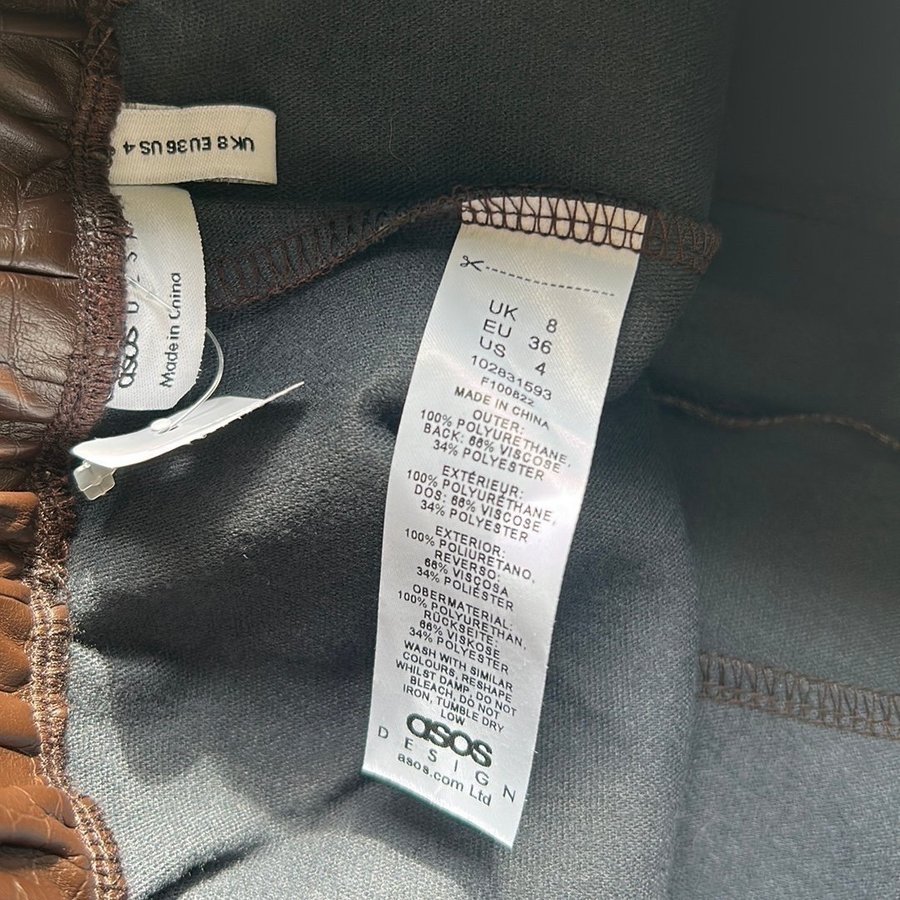 UK 8 EU36 US 4
asos DES
Made in China
UK 8
EU 36
US 4
102831593
F100822
MADE IN CHINA
OUTER:
100% POLYURETHANE,
BACK: 66% VISCOSE
34% POLYESTER
EXTÉRIEUR:
100% POLYURÉTHANE,
DOS: 66% VISCOSE
34% POLYESTER
EXTERIOR:
100% POLIURETANO,
REVERSO:
66% VISCOSA
34% POLIÉSTER
OBERMATERIAL:
100% POLYURETHAN,
RÜCKSEITE:
66% VISKOSE
34% POLYESTER
WASH WITH SIMILAR
COLOURS, RESHAPE
WHILST DAMP, DO NOT
BLEACH, DO NOT
IRON, TUMBLE DRY
LOW
asos
DESIGN
asos.com Ltd